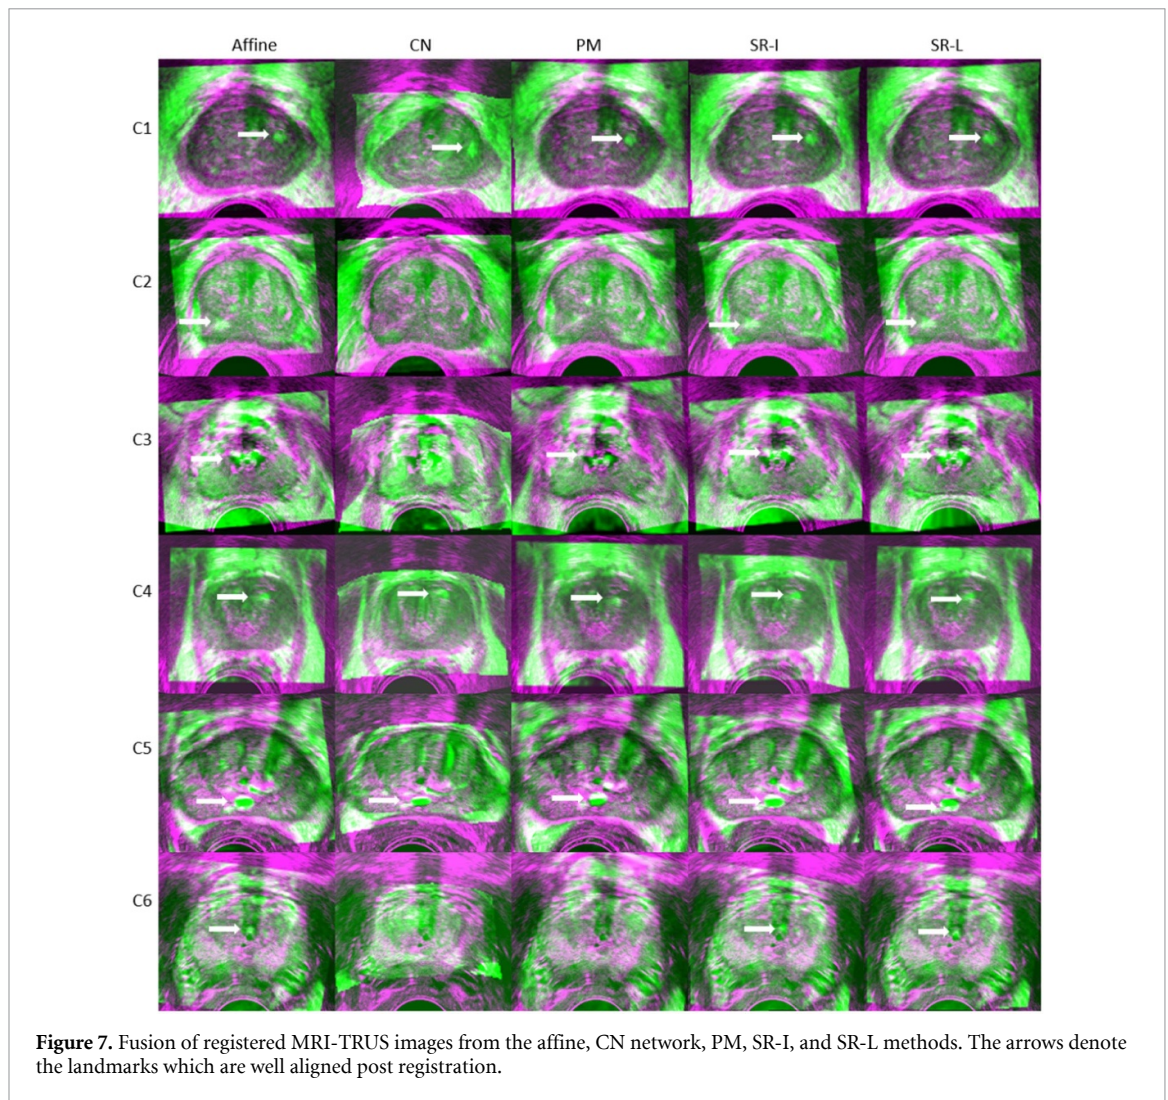 Affine CN PM SR-I SR-L
C1
C2
C3
C4
C5
C6
Figure 7. Fusion of registered MRI-TRUS images from the affine, CN network, PM, SR-I, and SR-L methods. The arrows denote
the landmarks which are well aligned post registration.